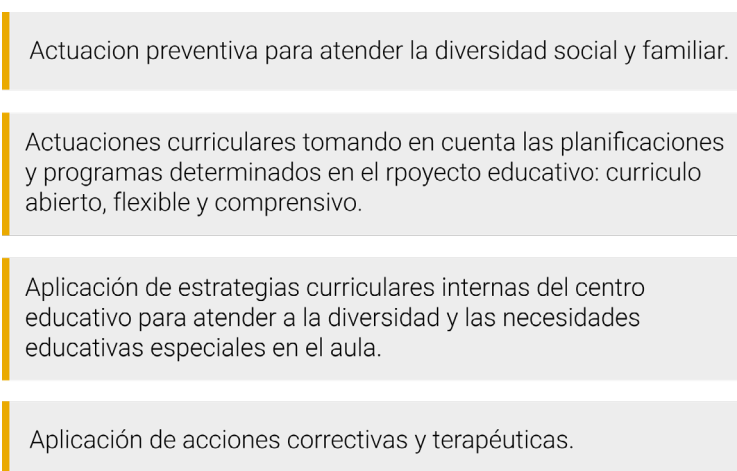 Actuacion preventiva para atender la diversidad social y familiar.
Actuaciones curriculares tomando en cuenta las planificaciones
y programas determinados en el rpoyecto educativo: curriculo
abierto, flexible y comprensivo.
Aplicación de estrategias curriculares internas del centro
educativo para atender a la diversidad y las necesidades
educativas especiales en el aula.
Aplicación de acciones correctivas y terapéuticas.